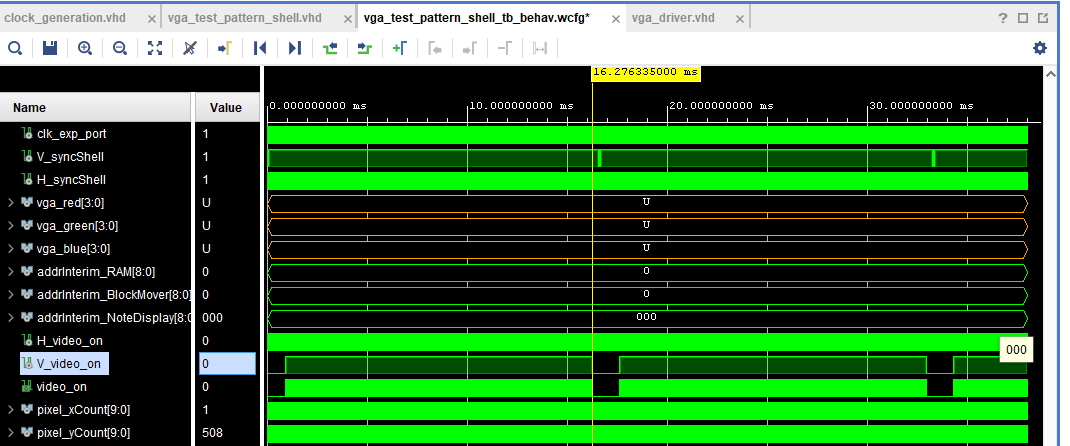 clock_generation.vhd × vga_test_pattern_shell.vhd × vga_test_pattern_shell_tb_behav.wcfg* × vga_driver.vhd × ?
16.276335000 ms
Name Value 0.000000000 ms 10.000000000 ms 20.000000000 ms 30.000000000 ms
clk_exp_port 1
V_syncShell 1
H_syncShell 1
vga_red[3:0] U U
vga_green[3:0] U U
vga_blue[3:0] U U
addrInterim_RAM[8:0] 0 0
addrInterim_BlockMover[8:0] 0 0
addrInterim_NoteDisplay[8:0 000 000
H_video_on 0
V_video_on 0 000
video_on 0
pixel_xCount[9:0] 1
pixel_yCount[9:0] 508